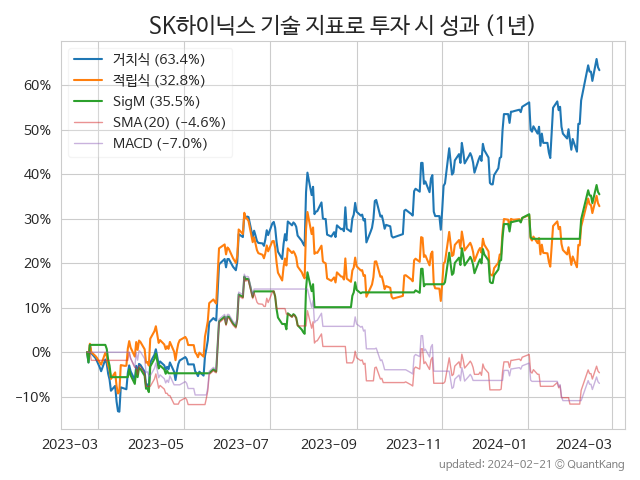 SK하이닉스 기술 지표로 투자 시 성과 (1년)
거치식 (63.4%)
적립식 (32.8%)
SigM (35.5%)
SMA(20) (−4.6%)
MACD (−7.0%)
60%
50%
40%
30%
20%
10%
0%
−10%
2023-03 2023-05 2023-07 2023-09 2023-11 2024-01 2024-03
updated: 2024-02-21 © QuantKang